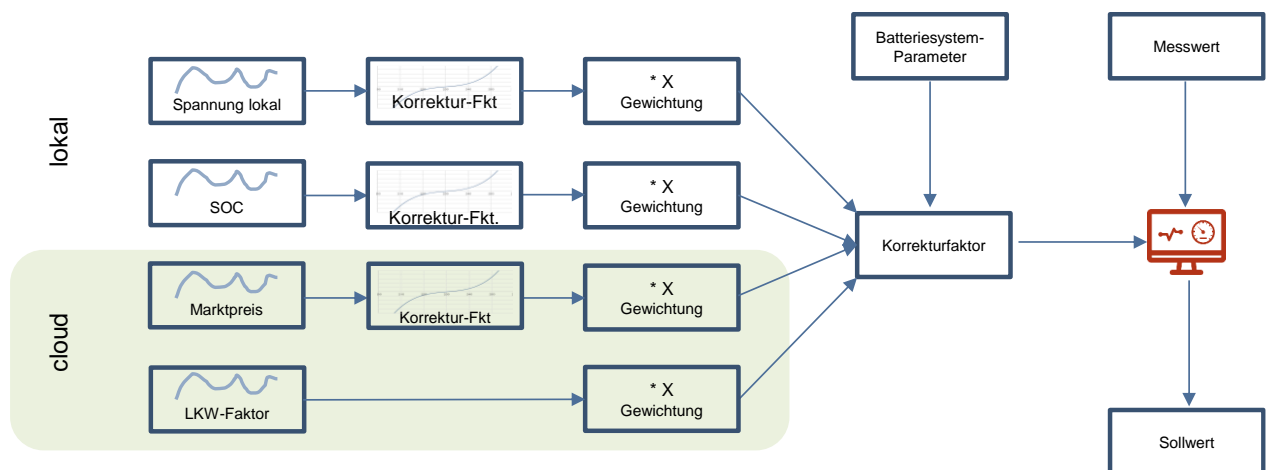 Batteriesystem-
Parameter
Messwert
lokal
Spannung lokal
Korrektur-Fkt
* X
Gewichtung
SOC
Korrektur-Fkt.
* X
Gewichtung
Korrekturfaktor
cloud
Marktpreis
Korrektur-Fkt
* X
Gewichtung
LKW-Faktor
* X
Gewichtung
Sollwert